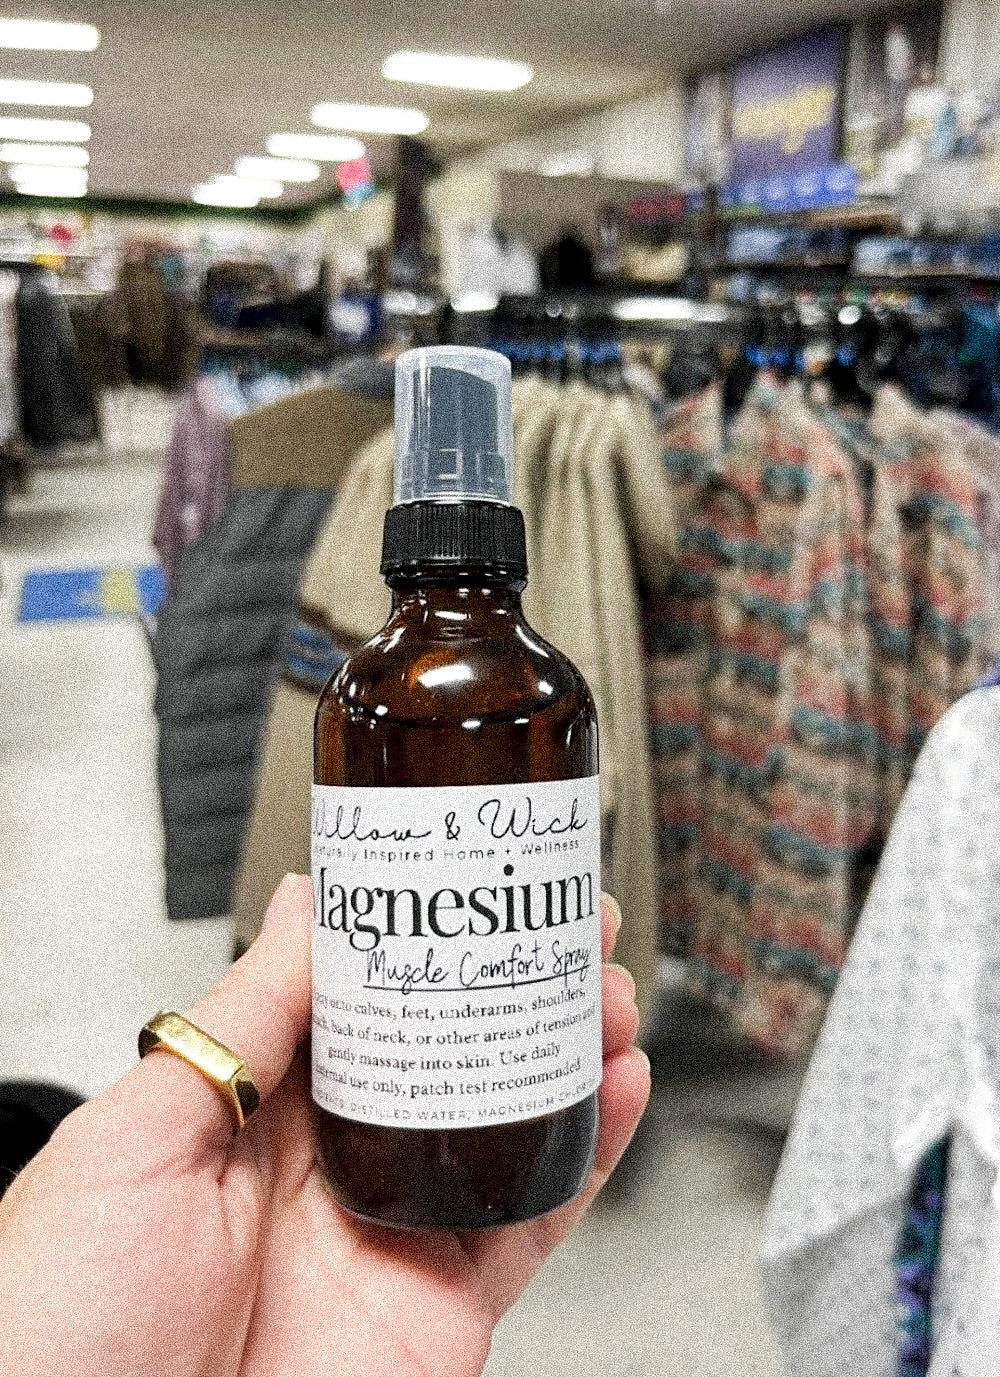 Willow & Wick
Naturally Inspired Home + Wellness
Magnesium
Muscle Comfort Spray
onto calves, feet, underarms, shoulders,
back of neck, or other areas of tension and
gently massage into skin. Use daily
use only, patch test recommended
DISTILLED WATER, MAGNESIUM